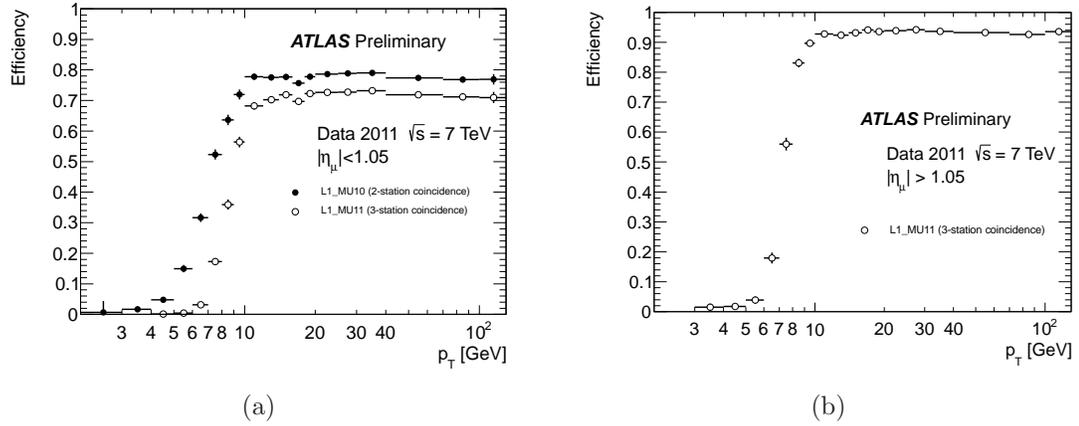 Efficiency
1
0.9
0.8
0.7
0.6
0.5
0.4
0.3
0.2
0.1
0
ATLAS Preliminary
Data 2011 √s = 7 TeV
|η_μ|<1.05
L1_MU10 (2-station coincidence)
L1_MU11 (3-station coincidence)
3 4 5 6 7 8 10 20 30 40 10²
p_T [GeV]
(a)
Efficiency
1
0.9
0.8
0.7
0.6
0.5
0.4
0.3
0.2
0.1
0
ATLAS Preliminary
Data 2011 √s = 7 TeV
|η_μ| > 1.05
L1_MU11 (3-station coincidence)
3 4 5 6 7 8 10 20 30 40 10²
p_T [GeV]
(b)